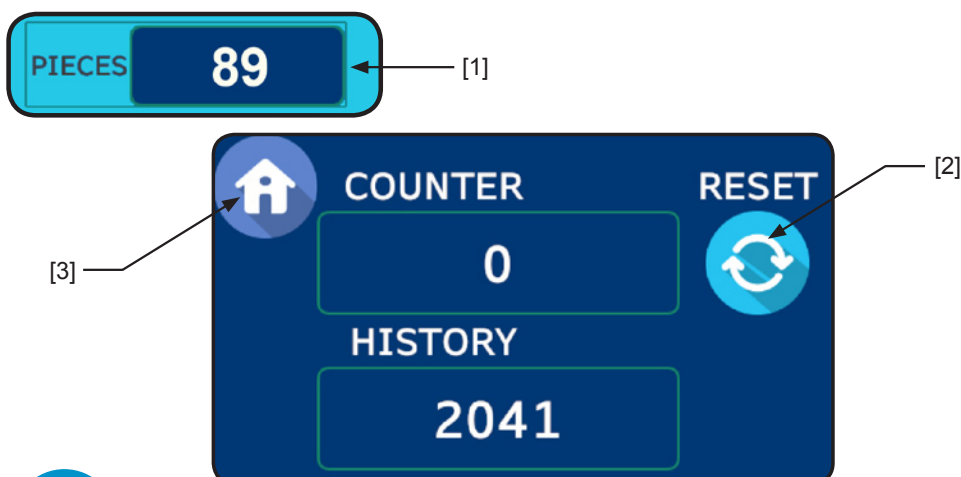 PIECES 89 [1]
[2]
COUNTER RESET
[3]
0
HISTORY
2041